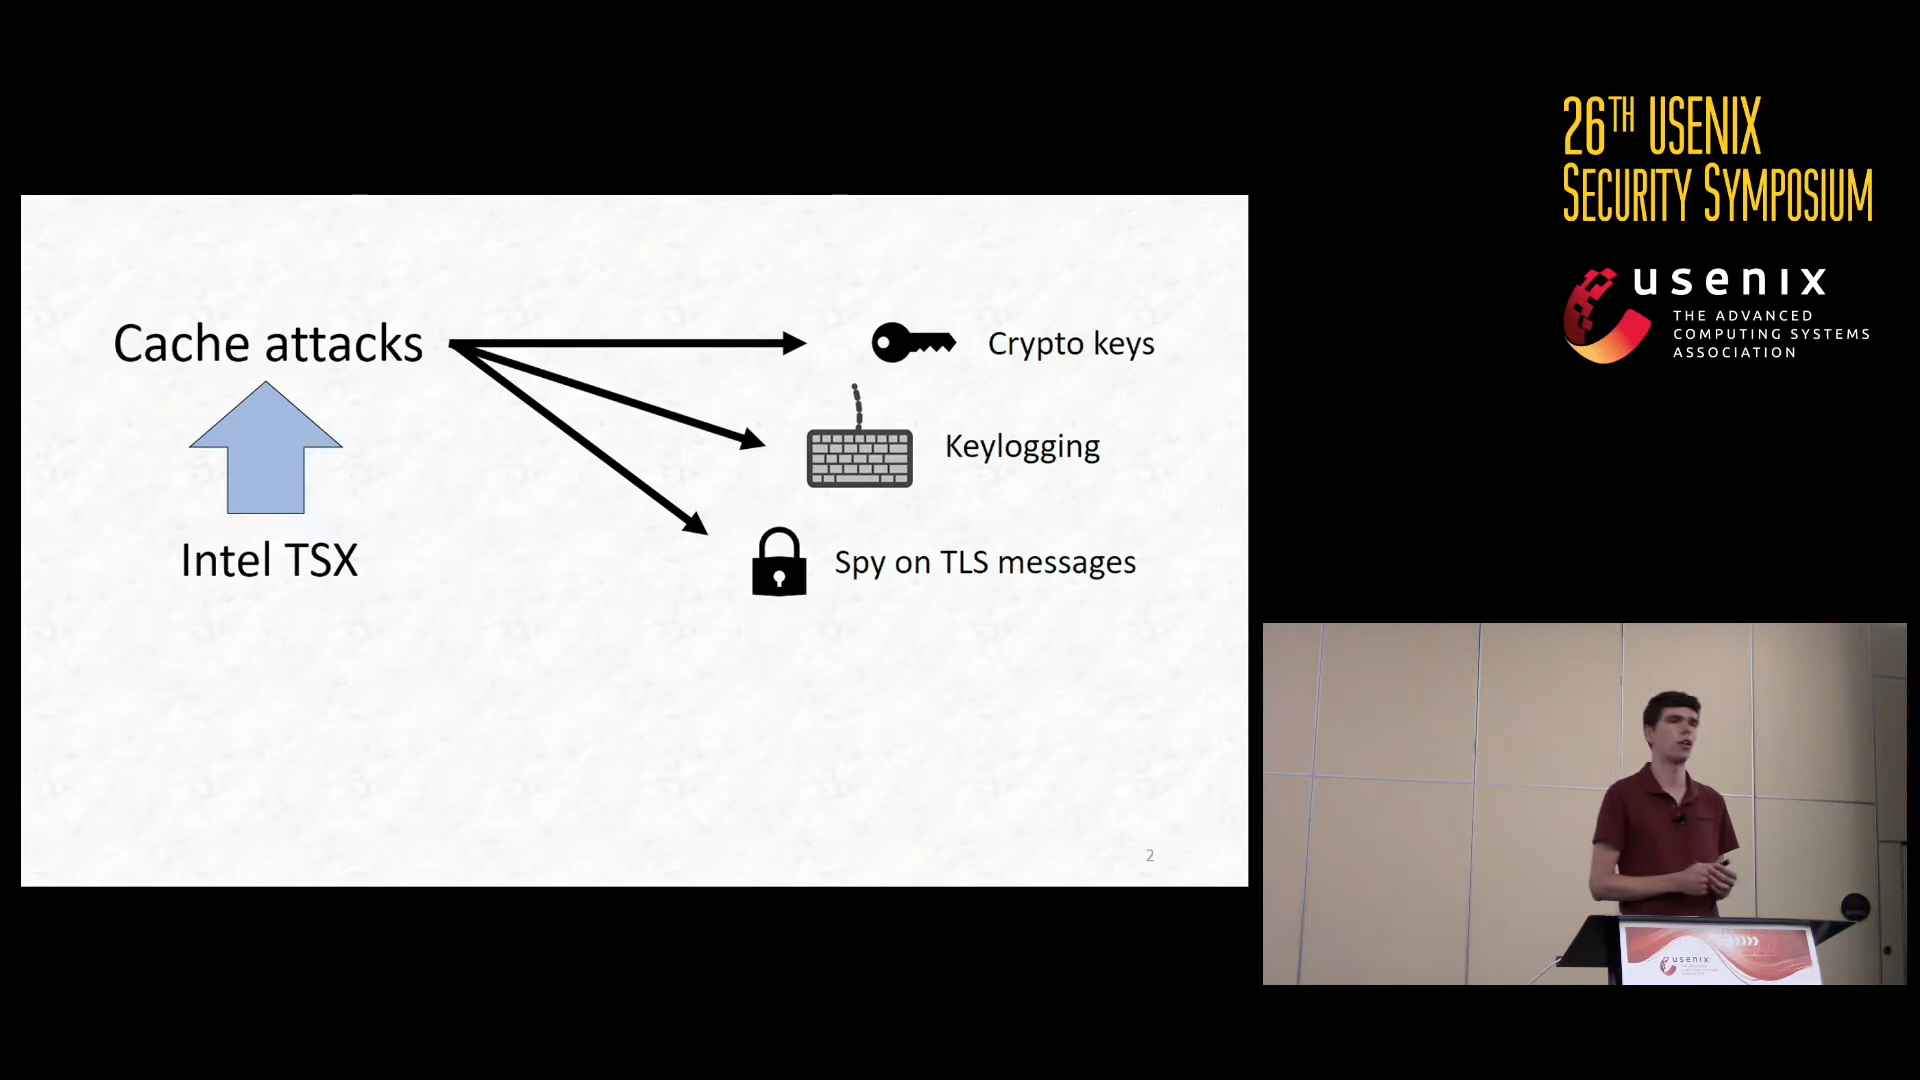 Cache attacks
Crypto keys
Keylogging
Intel TSX
Spy on TLS messages
2
26TH USENIX
SECURITY SYMPOSIUM
usenix
THE ADVANCED
COMPUTING SYSTEMS
ASSOCIATION
usenix